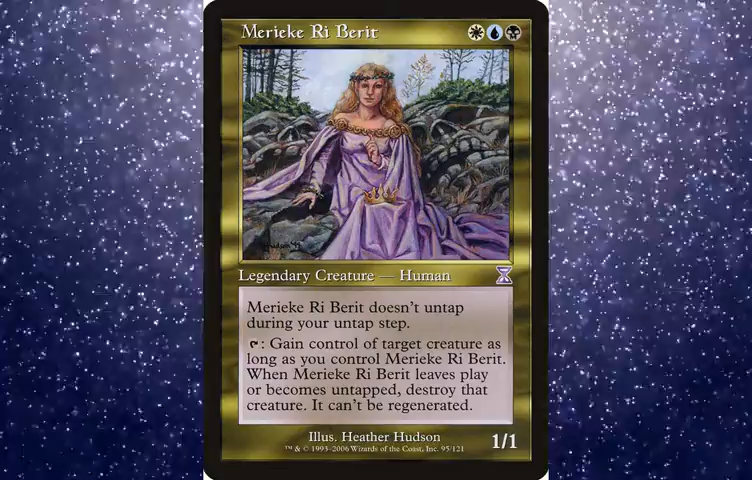 Merieke Ri Berit
Legendary Creature — Human
Merieke Ri Berit doesn't untap
during your untap step.
: Gain control of target creature as
long as you control Merieke Ri Berit.
When Merieke Ri Berit leaves play
or becomes untapped, destroy that
creature. It can't be regenerated.
Illus. Heather Hudson
1/1
™ & © 1993–2006 Wizards of the Coast, Inc. 95/121